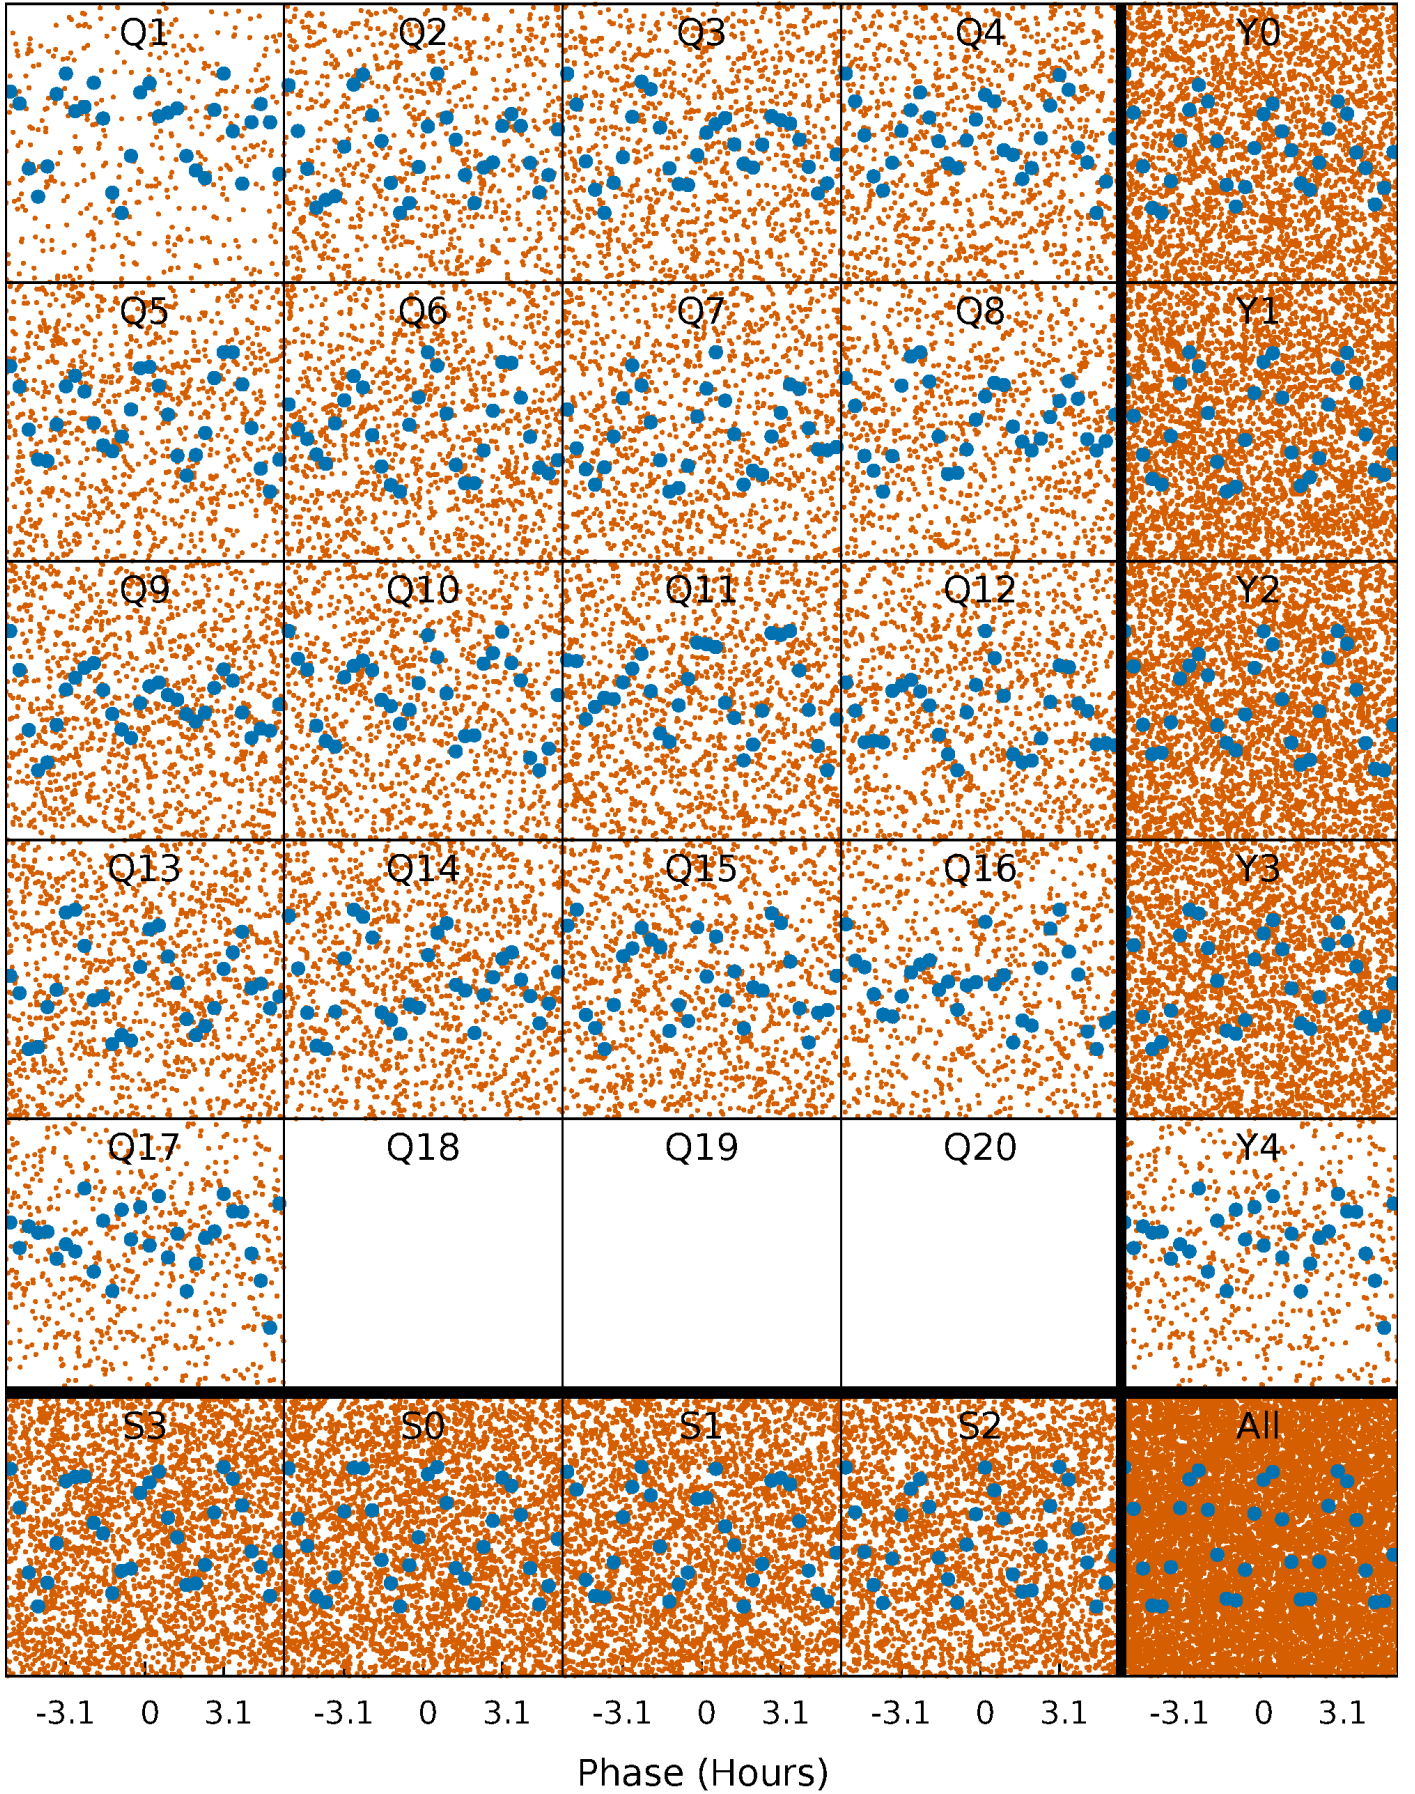 Q1 Q2 Q3 Q4 Y0
Q5 Q6 Q7 Q8 Y1
Q9 Q10 Q11 Q12 Y2
Q13 Q14 Q15 Q16 Y3
Q17 Q18 Q19 Q20 Y4
S3 S0 S1 S2 All
-3.1 0 3.1 -3.1 0 3.1 -3.1 0 3.1 -3.1 0 3.1 -3.1 0 3.1
Phase (Hours)